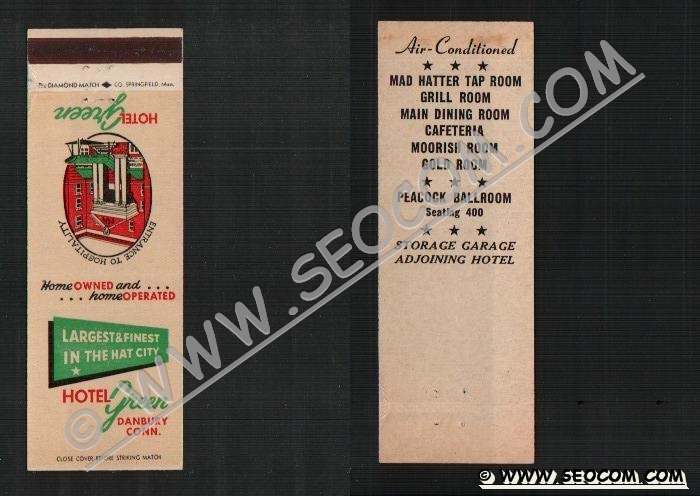 The DIAMOND MATCH CO. SPRINGFIELD, Mass.
HOTEL Green
ENTRANCE TO HOSPITALITY
Home OWNED and . . .
. . . home OPERATED
LARGEST & FINEST
IN THE HAT CITY
HOTEL Green
DANBURY
CONN.
CLOSE COVER BEFORE STRIKING MATCH
Air-Conditioned
★ ★ ★
MAD HATTER TAP ROOM
GRILL ROOM
MAIN DINING ROOM
CAFETERIA
MOORISH ROOM
GOLD ROOM
★ ★ ★
PEACOCK BALLROOM
Seating 400
★ ★ ★
STORAGE GARAGE
ADJOINING HOTEL
© WWW.SEOCOM.COM
© WWW.SEOCOM.COM